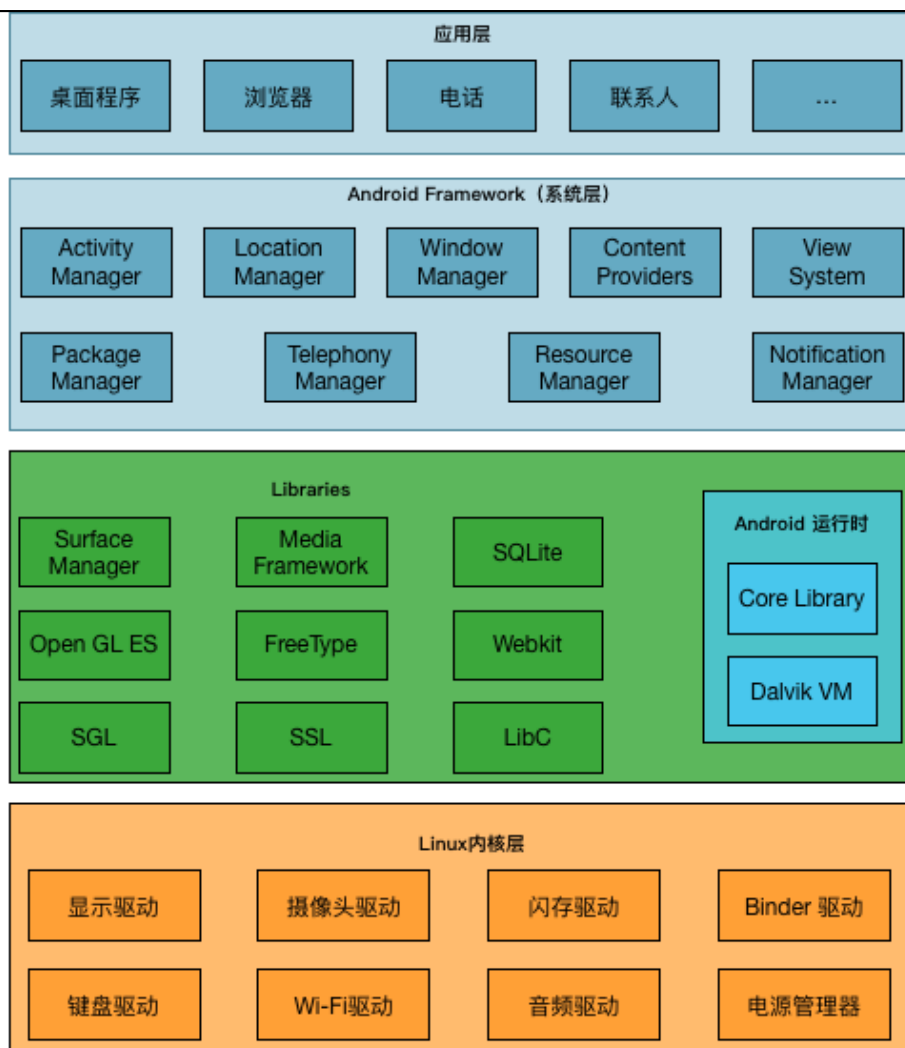 应用层
桌面程序
浏览器
电话
联系人
...
Android Framework（系统层）
Activity
Manager
Location
Manager
Window
Manager
Content
Providers
View
System
Package
Manager
Telephony
Manager
Resource
Manager
Notification
Manager
Libraries
Surface
Manager
Media
Framework
SQLite
Open GL ES
FreeType
Webkit
SGL
SSL
LibC
Android 运行时
Core Library
Dalvik VM
Linux内核层
显示驱动
摄像头驱动
闪存驱动
Binder 驱动
键盘驱动
Wi-Fi驱动
音频驱动
电源管理器